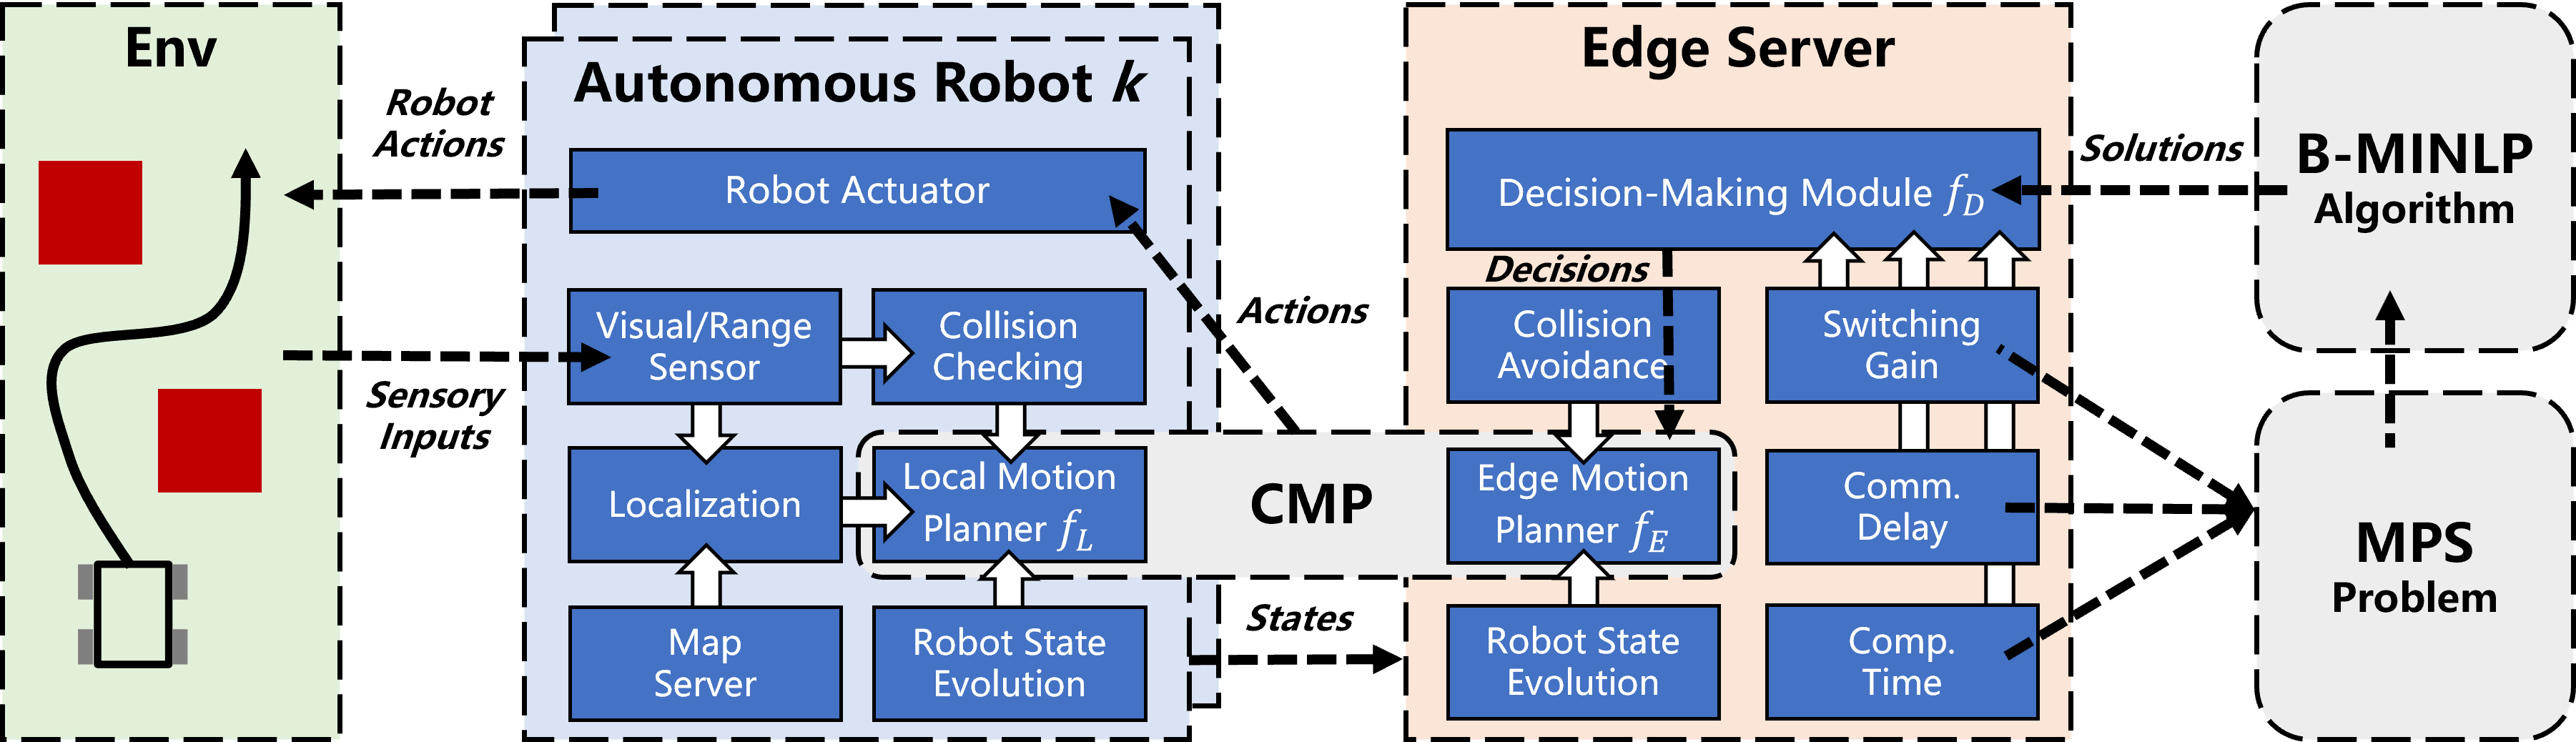 Env
Robot
Actions
Sensory
Inputs
Autonomous Robot k
Robot Actuator
Visual/Range
Sensor
Collision
Checking
Localization
Local Motion
Planner f_L
Map
Server
Robot State
Evolution
Actions
CMP
States
Edge Server
Decision-Making Module f_D
Decisions
Collision
Avoidance
Switching
Gain
Edge Motion
Planner f_E
Comm.
Delay
Robot State
Evolution
Comp.
Time
Solutions
B-MINLP
Algorithm
MPS
Problem